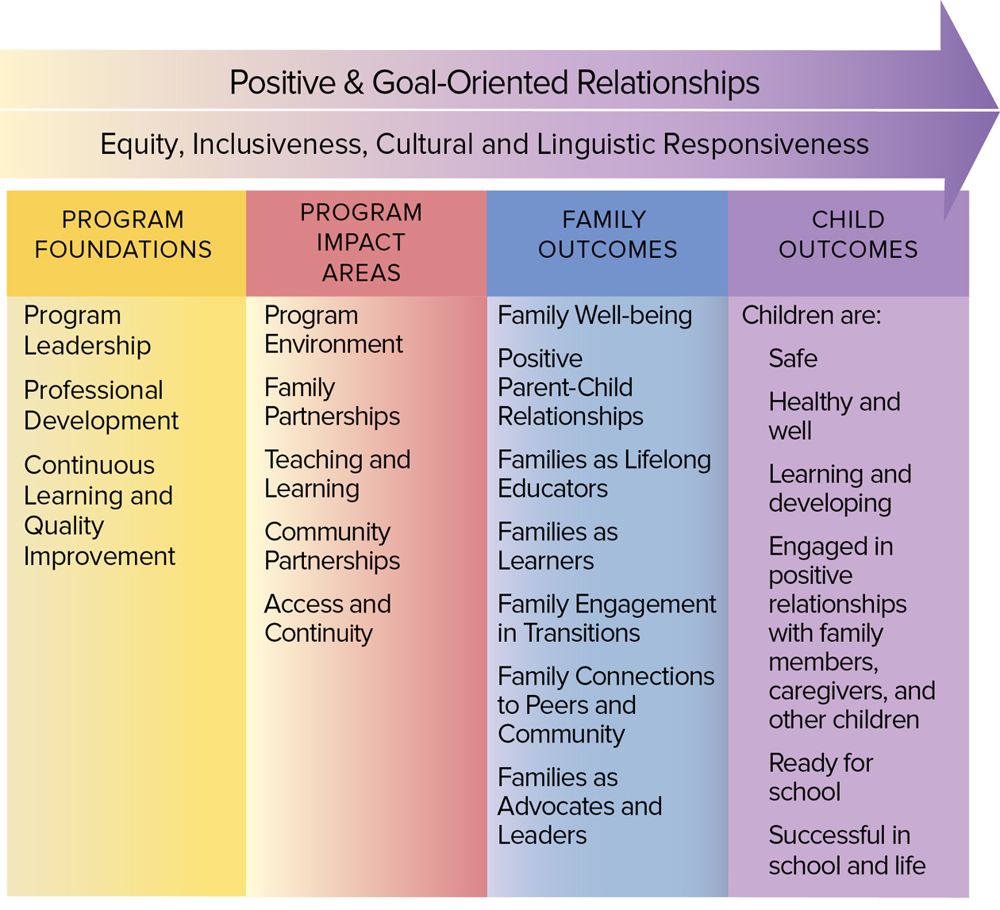 Positive & Goal-Oriented Relationships
Equity, Inclusiveness, Cultural and Linguistic Responsiveness
PROGRAM
FOUNDATIONS
Program
Leadership
Professional
Development
Continuous
Learning and
Quality
Improvement
PROGRAM
IMPACT
AREAS
Program
Environment
Family
Partnerships
Teaching and
Learning
Community
Partnerships
Access and
Continuity
FAMILY
OUTCOMES
Family Well-being
Positive
Parent-Child
Relationships
Families as Lifelong
Educators
Families as
Learners
Family Engagement
in Transitions
Family Connections
to Peers and
Community
Families as
Advocates and
Leaders
CHILD
OUTCOMES
Children are:
Safe
Healthy and
well
Learning and
developing
Engaged in
positive
relationships
with family
members,
caregivers, and
other children
Ready for
school
Successful in
school and life